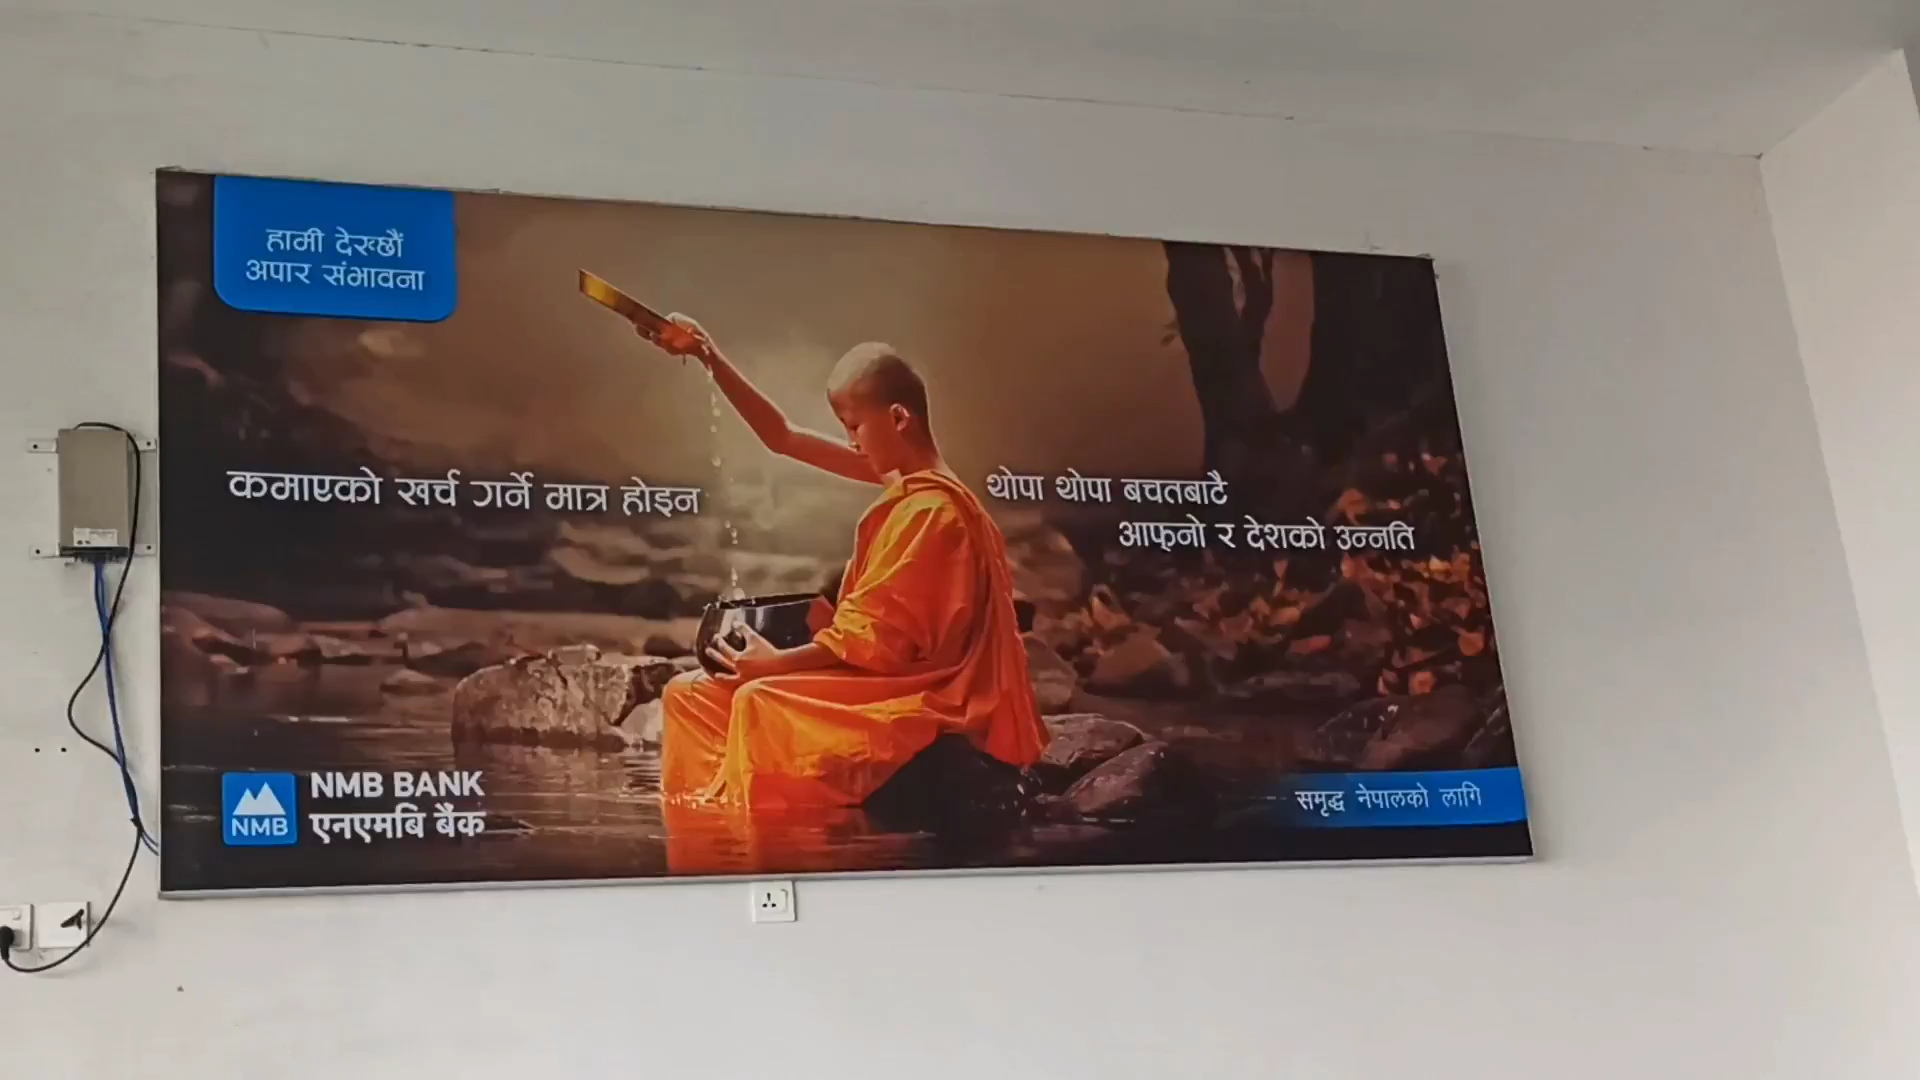 हामी देख्छौं
अपार संभावना
कमाएको खर्च गर्ने मात्र होइन
थोपा थोपा बचतबाटै
आफ्नो र देशको उन्नति
NMB
NMB BANK
एनएमबि बैंक
समृद्ध नेपालको लागि